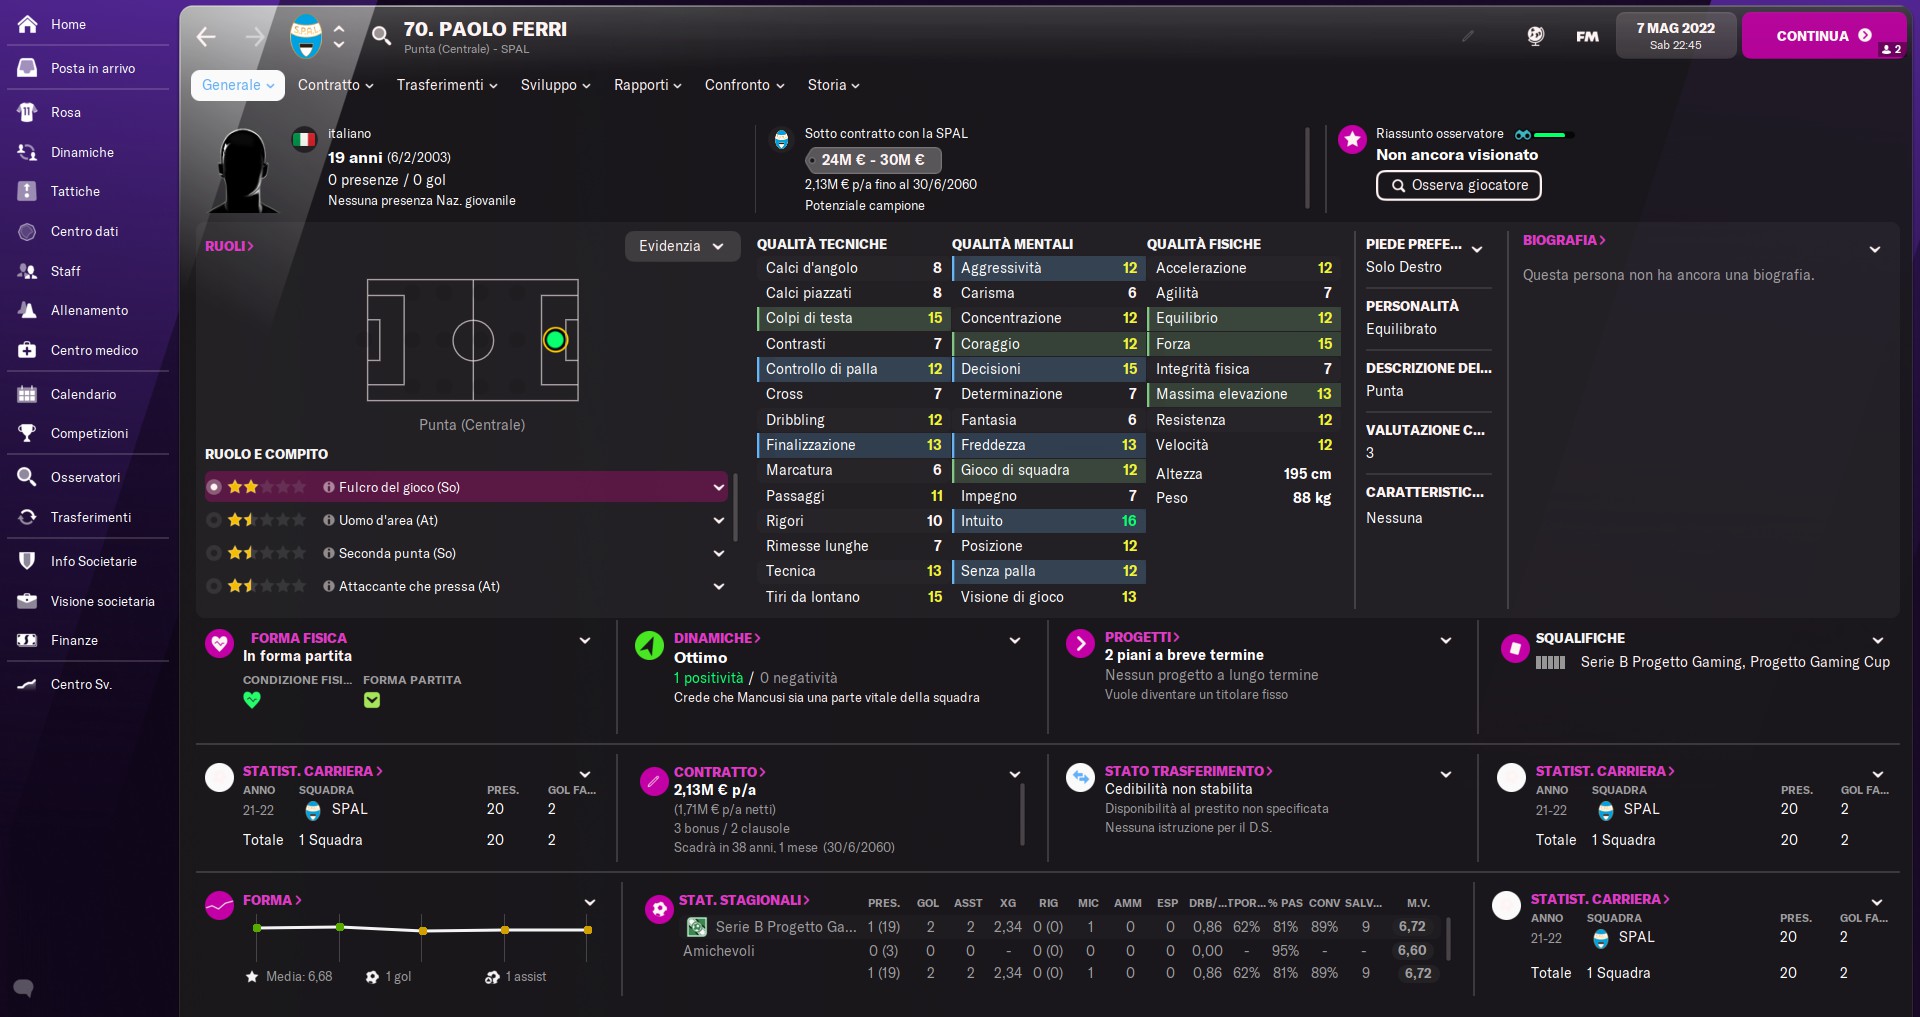 Home
Posta in arrivo
Rosa
Dinamiche
Tattiche
Centro dati
Staff
Allenamento
Centro medico
Calendario
Competizioni
Osservatori
Trasferimenti
Info Societarie
Visione societaria
Finanze
Centro Sv.
70. PAOLO FERRI
Punta (Centrale) - SPAL
FM
7 MAG 2022
Sab 22:45
CONTINUA
2
Generale
Contratto
Trasferimenti
Sviluppo
Rapporti
Confronto
Storia
italiano
19 anni (6/2/2003)
0 presenze / 0 gol
Nessuna presenza Naz. giovanile
Sotto contratto con la SPAL
24M € - 30M €
2,13M € p/a fino al 30/6/2060
Potenziale campione
Riassunto osservatore
Non ancora visionato
Osserva giocatore
RUOLI
Evidenzia
Punta (Centrale)
RUOLO E COMPITO
Fulcro del gioco (So)
Uomo d'area (At)
Seconda punta (So)
Attaccante che pressa (At)
QUALITÀ TECNICHE
Calci d'angolo 8
Calci piazzati 8
Colpi di testa 15
Contrasti 7
Controllo di palla 12
Cross 7
Dribbling 12
Finalizzazione 13
Marcatura 6
Passaggi 11
Rigori 10
Rimesse lunghe 7
Tecnica 13
Tiri da lontano 15
QUALITÀ MENTALI
Aggressività 12
Carisma 6
Concentrazione 12
Coraggio 12
Decisioni 15
Determinazione 7
Fantasia 6
Freddezza 13
Gioco di squadra 12
Impegno 7
Intuito 16
Posizione 12
Senza palla 12
Visione di gioco 13
QUALITÀ FISICHE
Accelerazione 12
Agilità 7
Equilibrio 12
Forza 15
Integrità fisica 7
Massima elevazione 13
Resistenza 12
Velocità 12
Altezza 195 cm
Peso 88 kg
PIEDE PREFE...
Solo Destro
PERSONALITÀ
Equilibrato
DESCRIZIONE DEI...
Punta
VALUTAZIONE C...
3
CARATTERISTIC...
Nessuna
BIOGRAFIA
Questa persona non ha ancora una biografia.
FORMA FISICA
In forma partita
CONDIZIONE FISI... FORMA PARTITA
DINAMICHE
Ottimo
1 positività / 0 negatività
Crede che Mancusi sia una parte vitale della squadra
PROGETTI
2 piani a breve termine
Nessun progetto a lungo termine
Vuole diventare un titolare fisso
SQUALIFICHE
Serie B Progetto Gaming, Progetto Gaming Cup
STATIST. CARRIERA
ANNO SQUADRA PRES. GOL FA...
21-22 SPAL 20 2
Totale 1 Squadra 20 2
CONTRATTO
2,13M € p/a
(1,71M € p/a netti)
3 bonus / 2 clausole
Scadrà in 38 anni, 1 mese (30/6/2060)
STATO TRASFERIMENTO
Cedibilità non stabilita
Disponibilità al prestito non specificata
Nessuna istruzione per il D.S.
STATIST. CARRIERA
ANNO SQUADRA PRES. GOL FA...
21-22 SPAL 20 2
Totale 1 Squadra 20 2
FORMA
Media: 6,68 1 gol 1 assist
STAT. STAGIONALI PRES. GOL ASST XG RIG MIC AMM ESP DRB/... TPOR... % PAS CONV SALV... M.V.
Serie B Progetto Ga... 1 (19) 2 2 2,34 0 (0) 1 0 0 0,86 62% 81% 89% 9 6,72
Amichevoli 0 (3) 0 0 - 0 (0) 0 0 0 0,00 - 95% - - 6,60
1 (19) 2 2 2,34 0 (0) 1 0 0 0,86 62% 81% 89% 9 6,72
STATIST. CARRIERA
ANNO SQUADRA PRES. GOL FA...
21-22 SPAL 20 2
Totale 1 Squadra 20 2